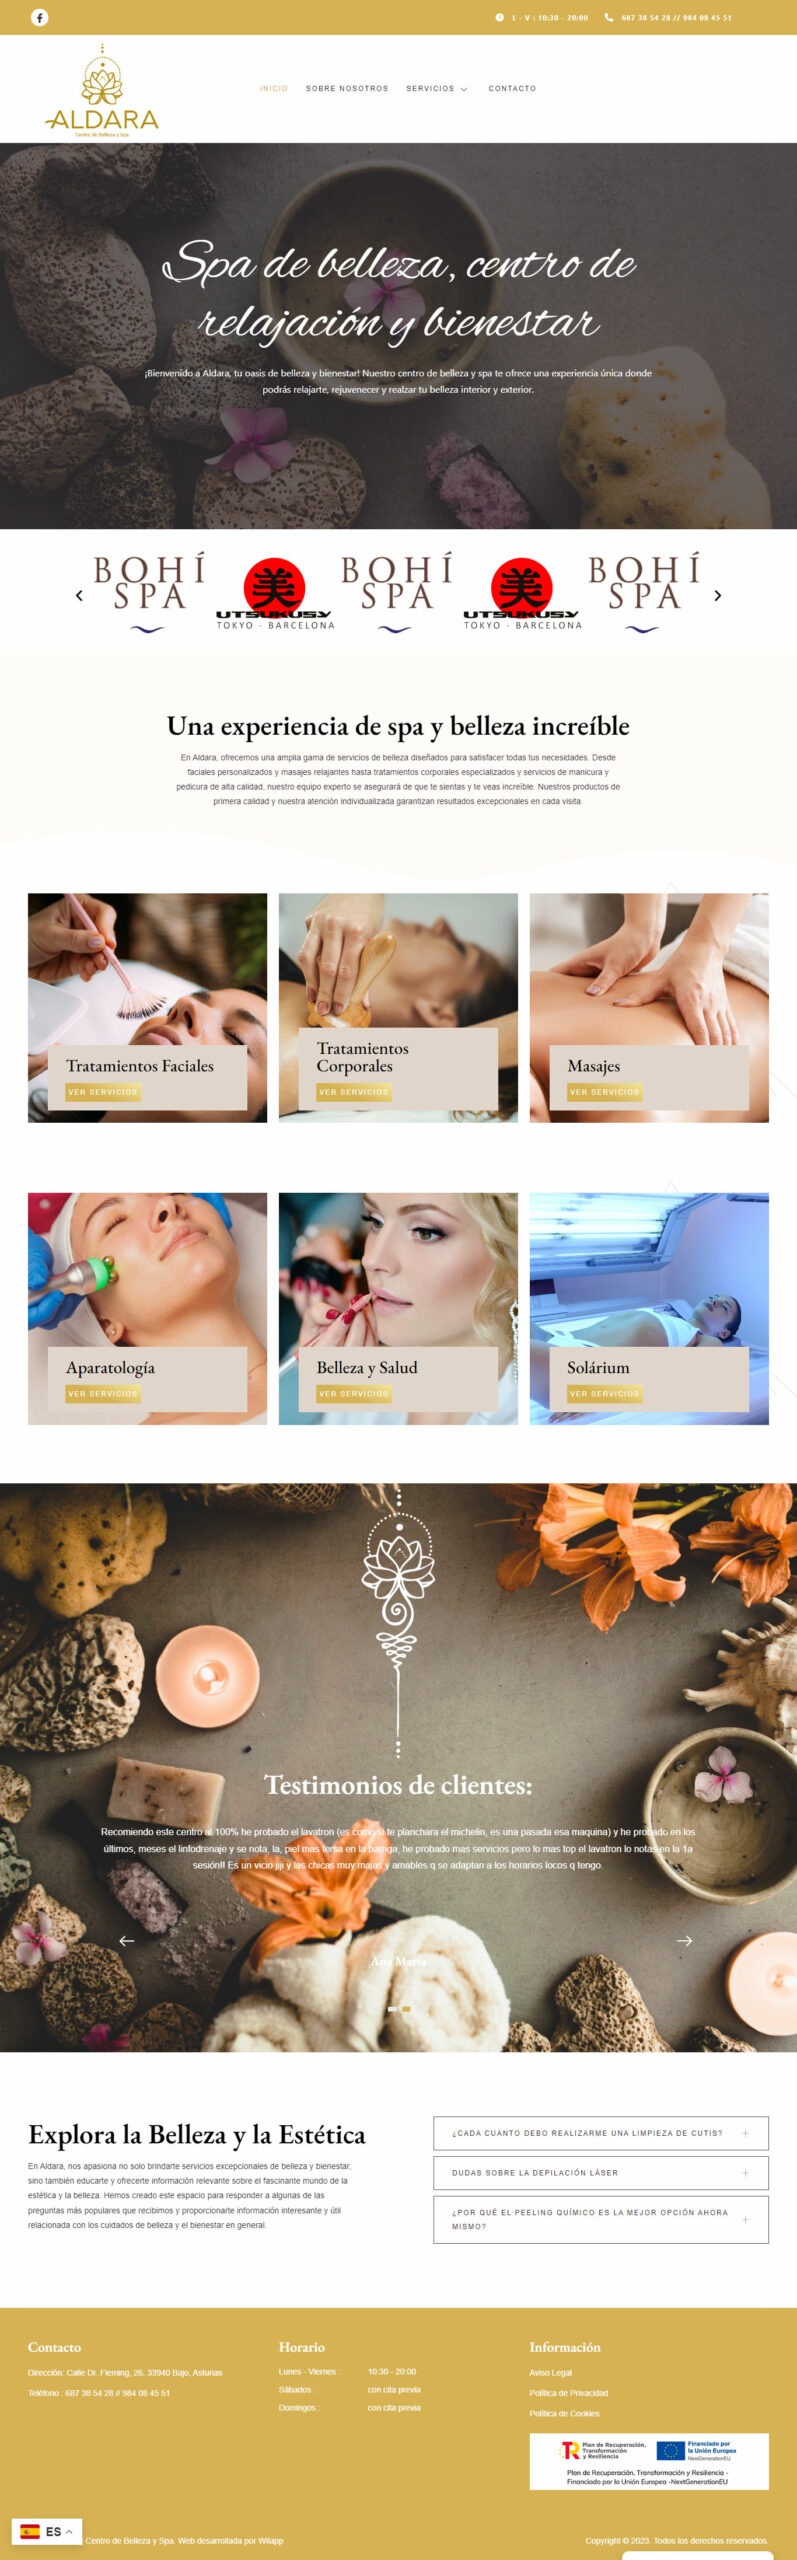 L - V : 10:30 - 20:00
687 38 54 28 // 984 08 45 51
ALDARA
Centro de Belleza y Spa
INICIO
SOBRE NOSOTROS
SERVICIOS
CONTACTO
Spa de belleza, centro de
relajación y bienestar
¡Bienvenido a Aldara, tu oasis de belleza y bienestar! Nuestro centro de belleza y spa te ofrece una experiencia única donde
podrás relajarte, rejuvenecer y realzar tu belleza interior y exterior.
BOHÍ
SPA
UTSUKUSY
TOKYO - BARCELONA
美
BOHÍ
SPA
UTSUKUSY
TOKYO - BARCELONA
美
BOHÍ
SPA
Una experiencia de spa y belleza increíble
En Aldara, ofrecemos una amplia gama de servicios de belleza diseñados para satisfacer todas tus necesidades. Desde
faciales personalizados y masajes relajantes hasta tratamientos corporales especializados y servicios de manicura y
pedicura de alta calidad, nuestro equipo experto se asegurará de que te sientas y te veas increíble. Nuestros productos de
primera calidad y nuestra atención individualizada garantizan resultados excepcionales en cada visita.
Tratamientos Faciales
VER SERVICIOS
Tratamientos
Corporales
VER SERVICIOS
Masajes
VER SERVICIOS
Aparatología
VER SERVICIOS
Belleza y Salud
VER SERVICIOS
Solárium
VER SERVICIOS
Testimonios de clientes:
Recomiendo este centro al 100% he probado el lavatron (es como si te planchara el michelin, es una pasada esa maquina) y he probado en los
últimos, meses el linfodrenaje y se nota, la, piel mas tersa en la barriga, he probado mas servicios pero lo mas top el lavatron lo notas en la 1a
sesión!! Es un vicio jiji y las chicas muy majas y amables q se adaptan a los horarios locos q tengo.
Ana María
Explora la Belleza y la Estética
En Aldara, nos apasiona no solo brindarte servicios excepcionales de belleza y bienestar,
sino también educarte y ofrecerte información relevante sobre el fascinante mundo de la
estética y la belleza. Hemos creado este espacio para responder a algunas de las
preguntas más populares que recibimos y proporcionarte información interesante y útil
relacionada con los cuidados de belleza y el bienestar en general.
¿CADA CUANTO DEBO REALIZARME UNA LIMPIEZA DE CUTIS?
DUDAS SOBRE LA DEPILACIÓN LÁSER
¿POR QUÉ EL PEELING QUÍMICO ES LA MEJOR OPCIÓN AHORA
MISMO?
Contacto
Dirección: Calle Dr. Fleming, 26, 33940 Bajo, Asturias
Teléfono : 687 38 54 28 // 984 08 45 51
Horario
Lunes - Viernes : 10:30 - 20:00
Sábados : con cita previa
Domingos : con cita previa
Información
Aviso Legal
Política de Privacidad
Política de Cookies
Plan de Recuperación,
Transformación
y Resiliencia
Financiado por
la Unión Europea
NextGenerationEU
Plan de Recuperación, Transformación y Resiliencia -
Financiado por la Unión Europea -NextGenerationEU
ES
Centro de Belleza y Spa. Web desarrollada por Wilapp
Copyright © 2023. Todos los derechos reservados.